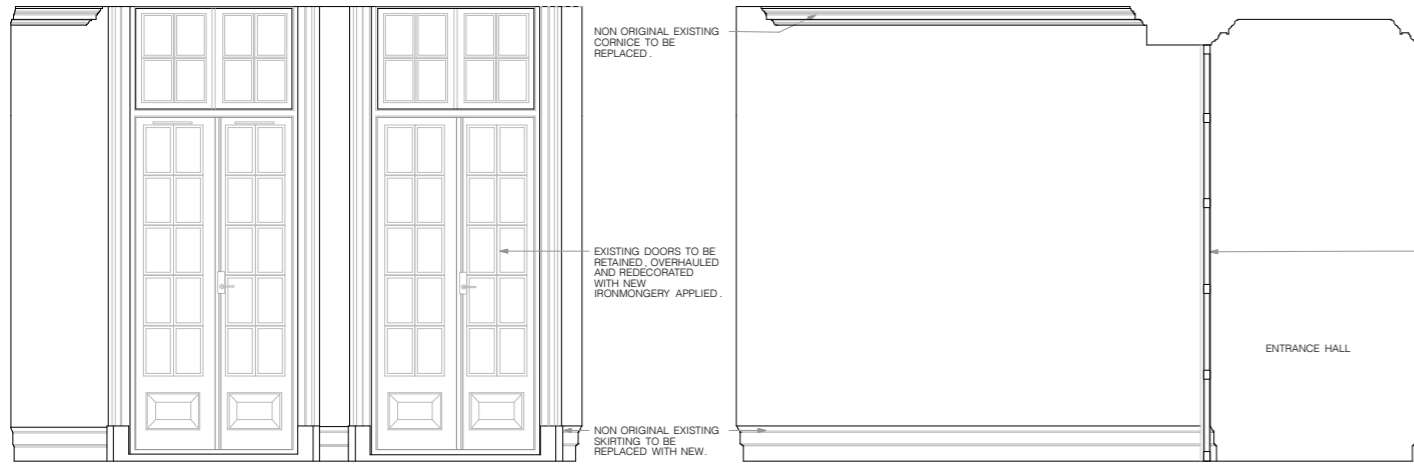 NON ORIGINAL EXISTING
CORNICE TO BE
REPLACED.
EXISTING DOORS TO BE
RETAINED, OVERHAULED
AND REDECORATED
WITH NEW
IRONMONGERY APPLIED.
ENTRANCE HALL
NON ORIGINAL EXISTING
SKIRTING TO BE
REPLACED WITH NEW.